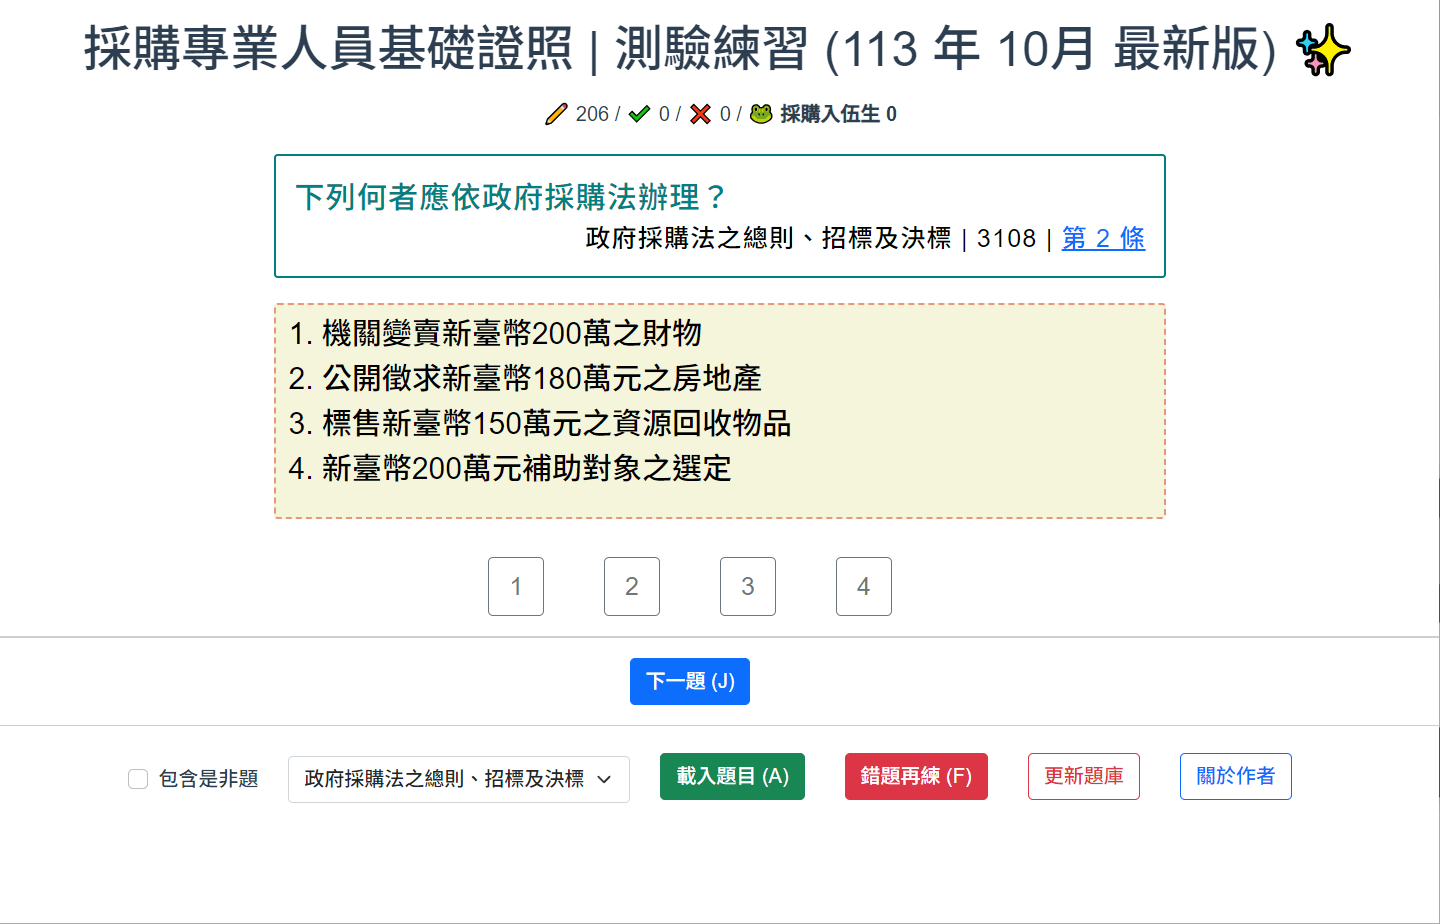 採購專業人員基礎證照 | 測驗練習 (113 年 10月 最新版) ✨
✏️ 206 / ✔ 0 / ❌ 0 / 🐸 採購入伍生 0
下列何者應依政府採購法辦理？
政府採購法之總則、招標及決標 | 3108 | 第 2 條
1. 機關變賣新臺幣200萬之財物
2. 公開徵求新臺幣180萬元之房地產
3. 標售新臺幣150萬元之資源回收物品
4. 新臺幣200萬元補助對象之選定
1 2 3 4
下一題 (J)
包含是非題 政府採購法之總則、招標及決標 載入題目 (A) 錯題再練 (F) 更新題庫 關於作者